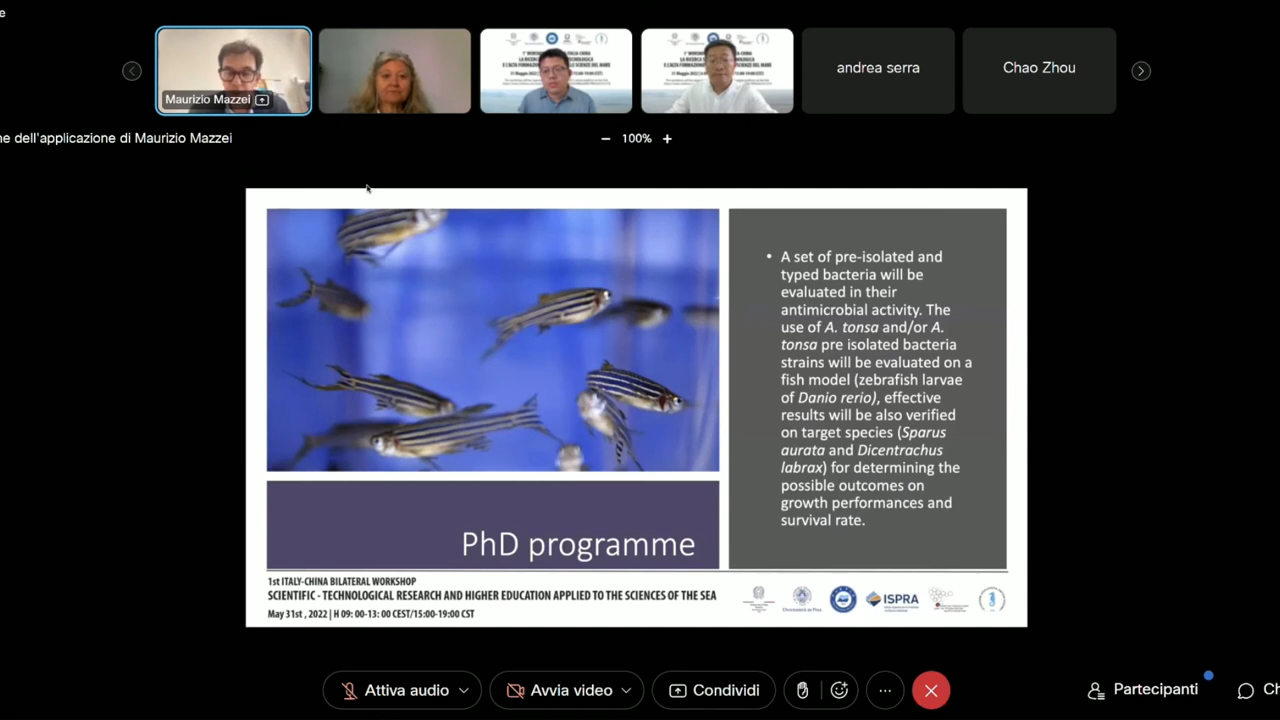 e
Maurizio Mazzei
andrea serra
Chao Zhou
ne dell'applicazione di Maurizio Mazzei
100%
• A set of pre-isolated and
typed bacteria will be
evaluated in their
antimicrobial activity. The
use of A. tonsa and/or A.
tonsa pre isolated bacteria
strains will be evaluated on a
fish model (zebrafish larvae
of Danio rerio), effective
results will be also verified
on target species (Sparus
aurata and Dicentrachus
labrax) for determining the
possible outcomes on
growth performances and
survival rate.
PhD programme
1st ITALY-CHINA BILATERAL WORKSHOP
SCIENTIFIC - TECHNOLOGICAL RESEARCH AND HIGHER EDUCATION APPLIED TO THE SCIENCES OF THE SEA
May 31st , 2022 | H 09: 00-13: 00 CEST/15:00-19:00 CST
ISPRA
Attiva audio
Avvia video
Condividi
Partecipanti
Ch